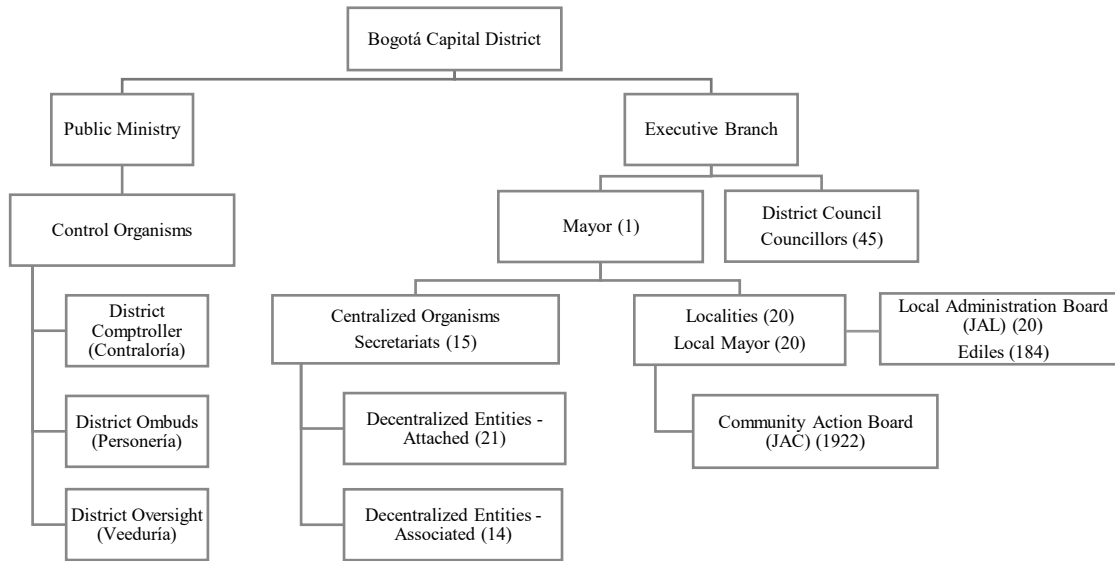 Bogotá Capital District
Public Ministry
Executive Branch
Control Organisms
Mayor (1)
District Council
Councillors (45)
District
Comptroller
(Contraloría)
District Ombuds
(Personería)
District Oversight
(Veeduría)
Centralized Organisms
Secretariats (15)
Decentralized Entities -
Attached (21)
Decentralized Entities -
Associated (14)
Localities (20)
Local Mayor (20)
Local Administration Board
(JAL) (20)
Ediles (184)
Community Action Board
(JAC) (1922)